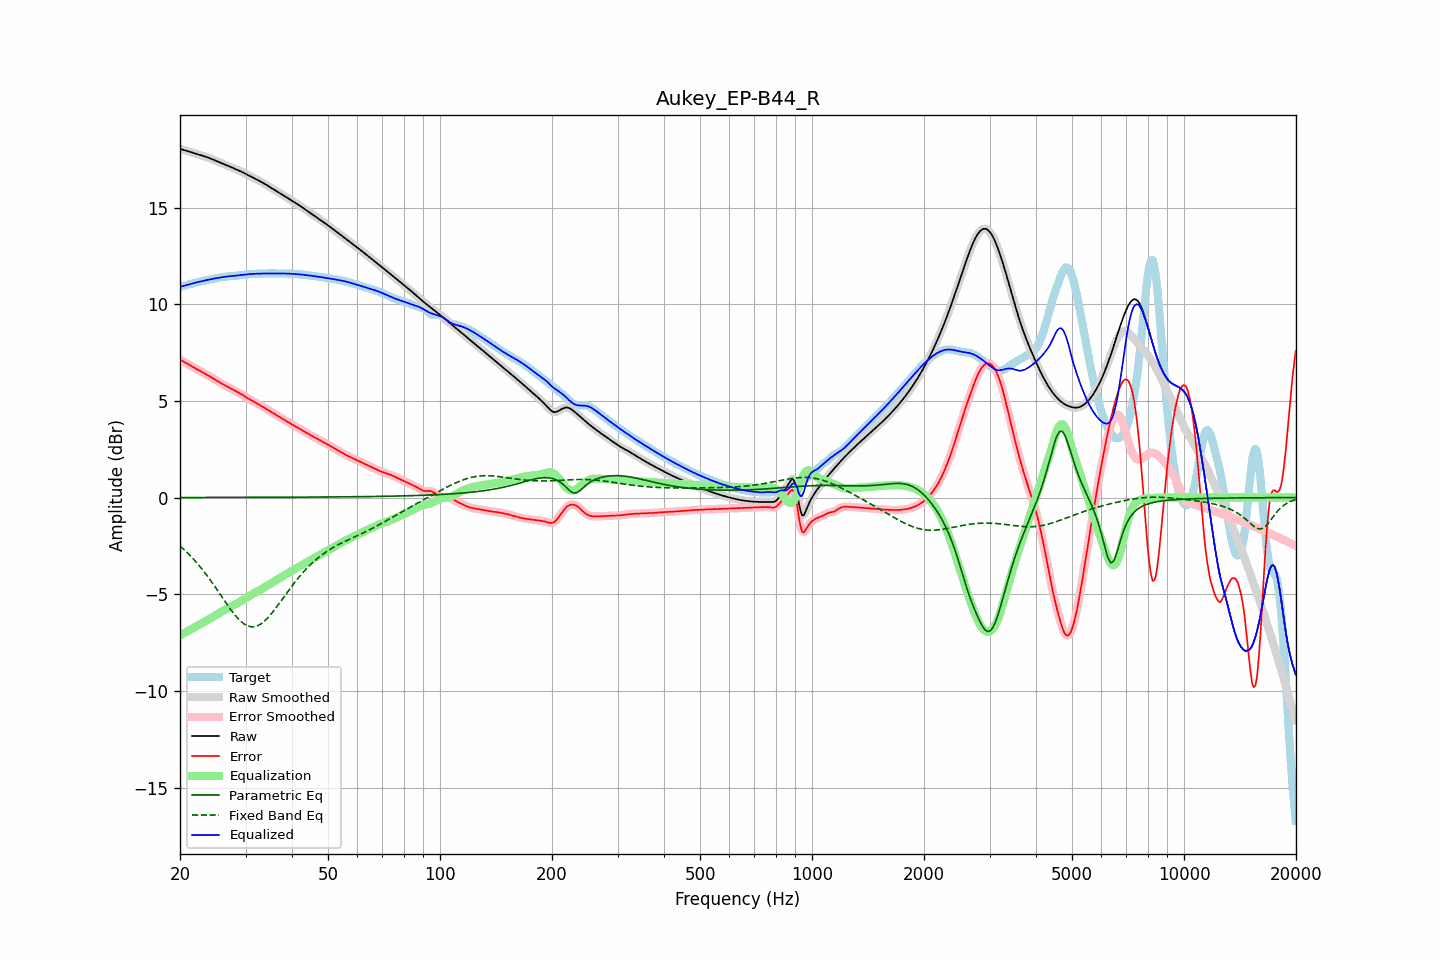 Aukey_EP-B44_R
Amplitude (dBr)
15
10
5
0
−5
−10
−15
Target
Raw Smoothed
Error Smoothed
Raw
Error
Equalization
Parametric Eq
Fixed Band Eq
Equalized
20 50 100 200 500 1000 2000 5000 10000 20000
Frequency (Hz)